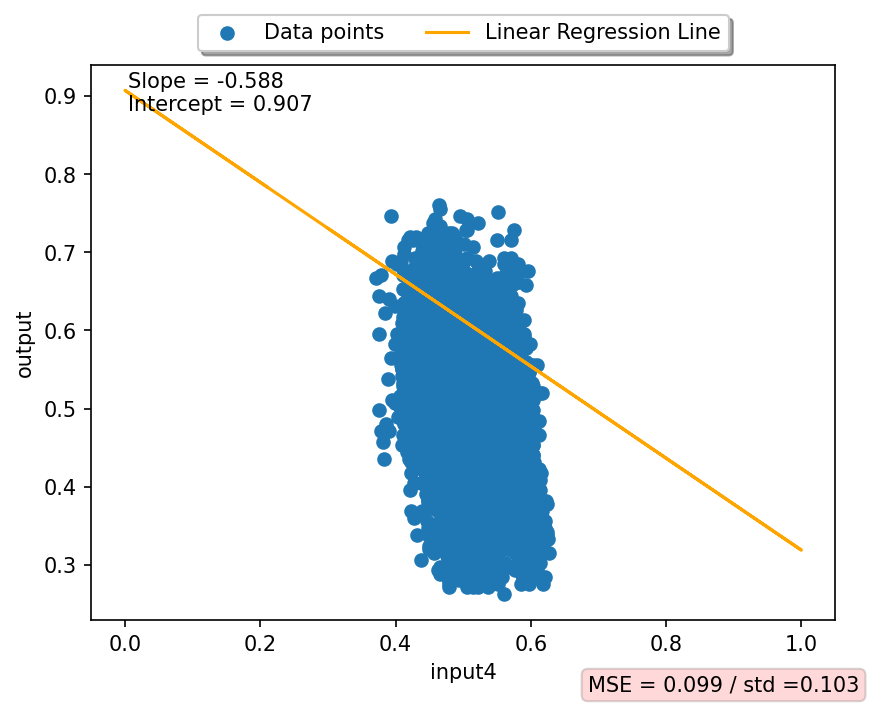 Data points
Linear Regression Line
Slope = -0.588
Intercept = 0.907
0.9
0.8
0.7
0.6
0.5
0.4
0.3
output
0.0 0.2 0.4 0.6 0.8 1.0
input4
MSE = 0.099 / std =0.103